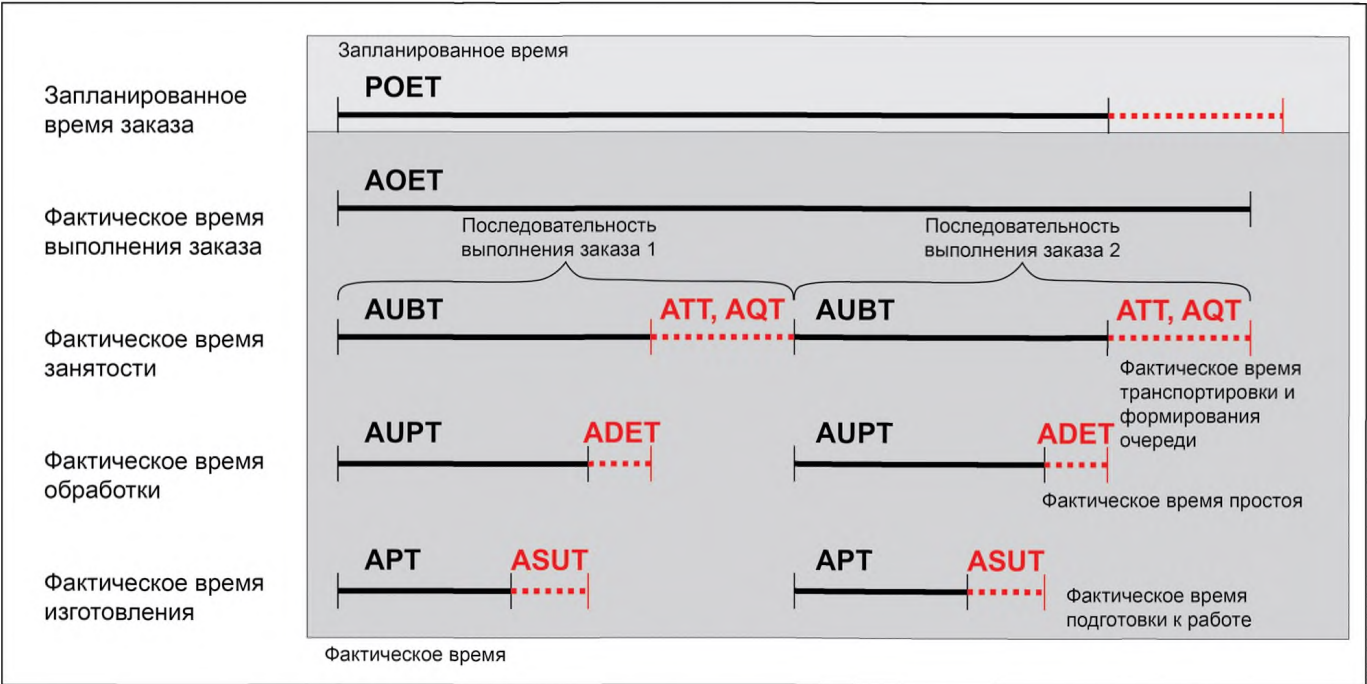 Запланированное время
Запланированное
время заказа
POET
Фактическое время
выполнения заказа
AOET
Последовательность
выполнения заказа 1
Последовательность
выполнения заказа 2
Фактическое время
занятости
AUBT
ATT, AQT
AUBT
ATT, AQT
Фактическое время
транспортировки и
формирования
очереди
Фактическое время
обработки
AUPT
ADET
AUPT
ADET
Фактическое время простоя
Фактическое время
изготовления
APT
ASUT
APT
ASUT
Фактическое время
подготовки к работе
Фактическое время